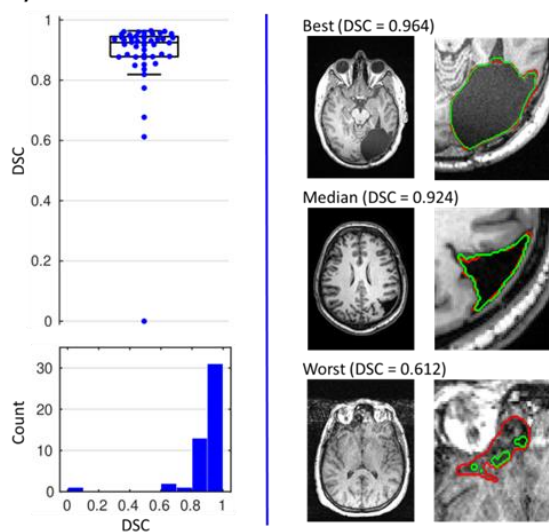 1
0.8
0.6
0.4
0.2
0
DSC
30
20
10
0
Count
0 0.2 0.4 0.6 0.8 1
DSC
Best (DSC = 0.964)
Median (DSC = 0.924)
Worst (DSC = 0.612)